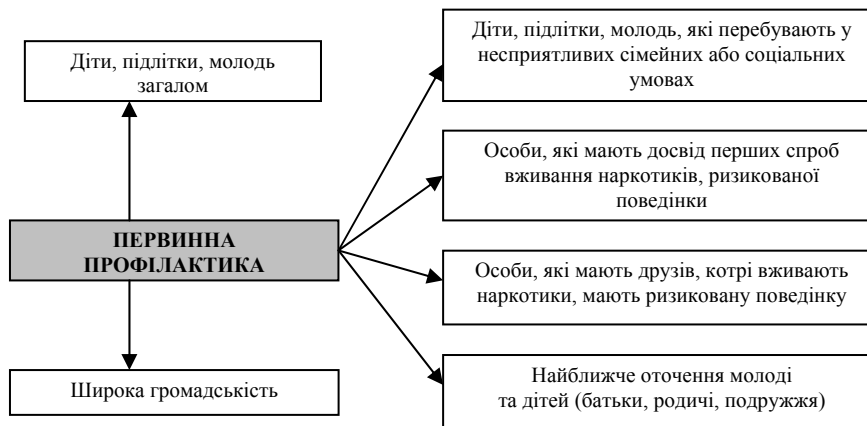 Діти, підлітки, молодь
загалом
ПЕРВИННА
ПРОФІЛАКТИКА
Широка громадськість
Діти, підлітки, молодь, які перебувають у
несприятливих сімейних або соціальних
умовах
Особи, які мають досвід перших спроб
вживання наркотиків, ризикованої
поведінки
Особи, які мають друзів, котрі вживають
наркотики, мають ризиковану поведінку
Найближче оточення молоді
та дітей (батьки, родичі, подружжя)